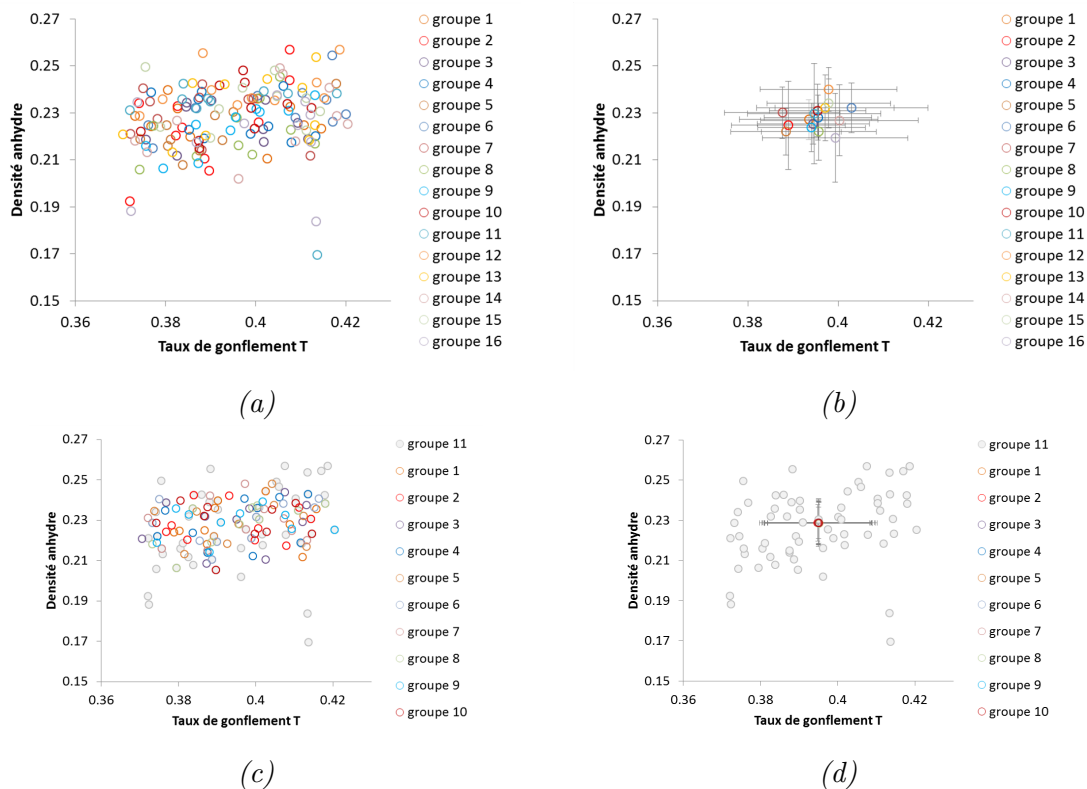 0.27
0.25
0.23
0.21
0.19
0.17
0.15
Densité anhydre
0.36
0.38
0.4
0.42
Taux de gonflement T
groupe 1
groupe 2
groupe 3
groupe 4
groupe 5
groupe 6
groupe 7
groupe 8
groupe 9
groupe 10
groupe 11
groupe 12
groupe 13
groupe 14
groupe 15
groupe 16
(a)
0.27
0.25
0.23
0.21
0.19
0.17
0.15
Densité anhydre
0.36
0.38
0.4
0.42
Taux de gonflement T
groupe 1
groupe 2
groupe 3
groupe 4
groupe 5
groupe 6
groupe 7
groupe 8
groupe 9
groupe 10
groupe 11
groupe 12
groupe 13
groupe 14
groupe 15
groupe 16
(b)
0.27
0.25
0.23
0.21
0.19
0.17
0.15
Densité anhydre
0.36
0.38
0.4
0.42
Taux de gonflement T
groupe 11
groupe 1
groupe 2
groupe 3
groupe 4
groupe 5
groupe 6
groupe 7
groupe 8
groupe 9
groupe 10
(c)
0.27
0.25
0.23
0.21
0.19
0.17
0.15
Densité anhydre
0.36
0.38
0.4
0.42
Taux de gonflement T
groupe 11
groupe 1
groupe 2
groupe 3
groupe 4
groupe 5
groupe 6
groupe 7
groupe 8
groupe 9
groupe 10
(d)